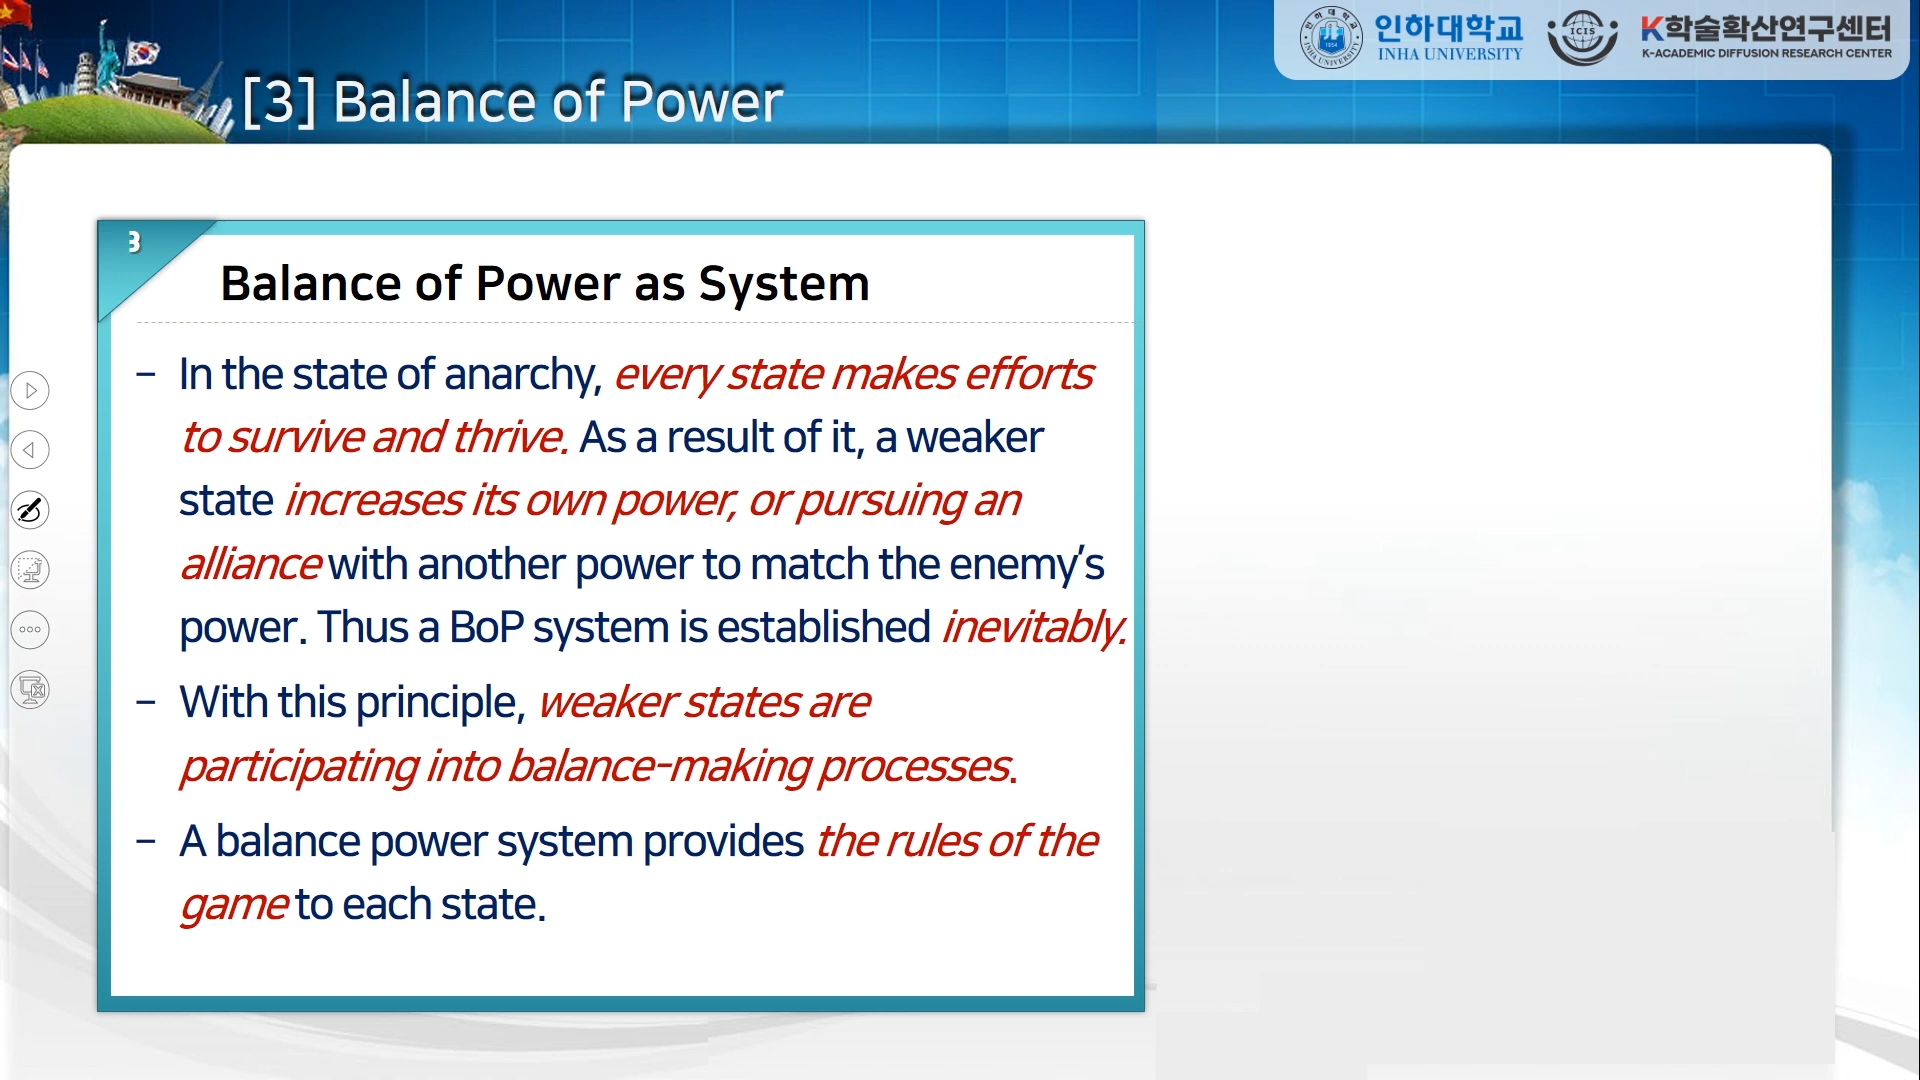 인하대학교
INHA UNIVERSITY
ICIS
K학술확산연구센터
K-ACADEMIC DIFFUSION RESEARCH CENTER
[3] Balance of Power
3
Balance of Power as System
– In the state of anarchy, every state makes efforts
to survive and thrive. As a result of it, a weaker
state increases its own power, or pursuing an
alliance with another power to match the enemy’s
power. Thus a BoP system is established inevitably.
– With this principle, weaker states are
participating into balance-making processes.
– A balance power system provides the rules of the
game to each state.